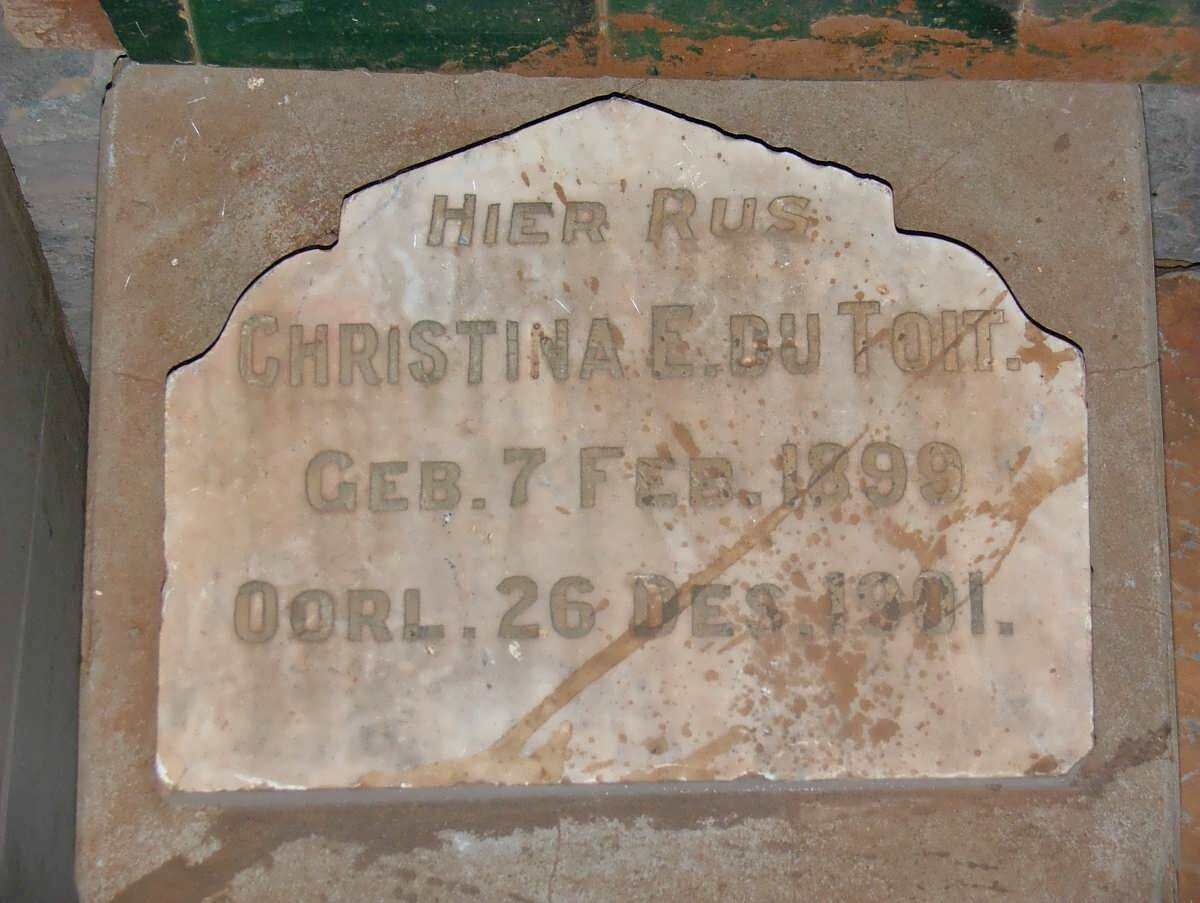 HIER RUS
CHRISTINA E. DU TOIT.
GEB. 7 FEB. 1899
OORL. 26 DES. 1901.